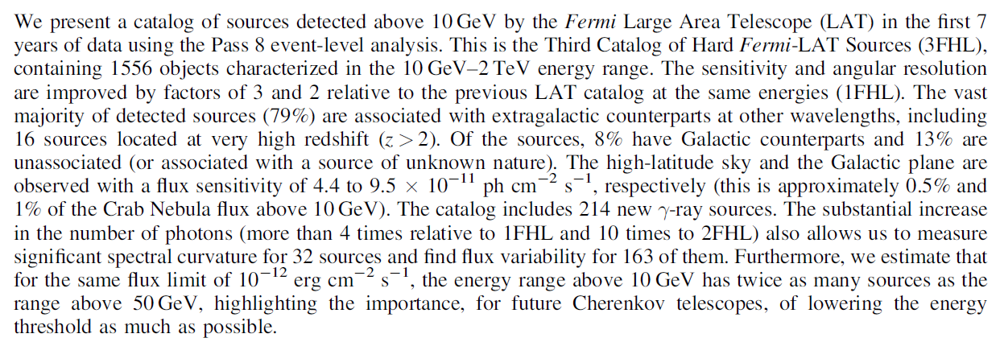 We present a catalog of sources detected above 10 GeV by the Fermi Large Area Telescope (LAT) in the first 7
years of data using the Pass 8 event-level analysis. This is the Third Catalog of Hard Fermi-LAT Sources (3FHL),
containing 1556 objects characterized in the 10 GeV–2 TeV energy range. The sensitivity and angular resolution
are improved by factors of 3 and 2 relative to the previous LAT catalog at the same energies (1FHL). The vast
majority of detected sources (79%) are associated with extragalactic counterparts at other wavelengths, including
16 sources located at very high redshift (z > 2). Of the sources, 8% have Galactic counterparts and 13% are
unassociated (or associated with a source of unknown nature). The high-latitude sky and the Galactic plane are
observed with a flux sensitivity of 4.4 to 9.5 × 10⁻¹¹ ph cm⁻² s⁻¹, respectively (this is approximately 0.5% and
1% of the Crab Nebula flux above 10 GeV). The catalog includes 214 new γ-ray sources. The substantial increase
in the number of photons (more than 4 times relative to 1FHL and 10 times to 2FHL) also allows us to measure
significant spectral curvature for 32 sources and find flux variability for 163 of them. Furthermore, we estimate that
for the same flux limit of 10⁻¹² erg cm⁻² s⁻¹, the energy range above 10 GeV has twice as many sources as the
range above 50 GeV, highlighting the importance, for future Cherenkov telescopes, of lowering the energy
threshold as much as possible.